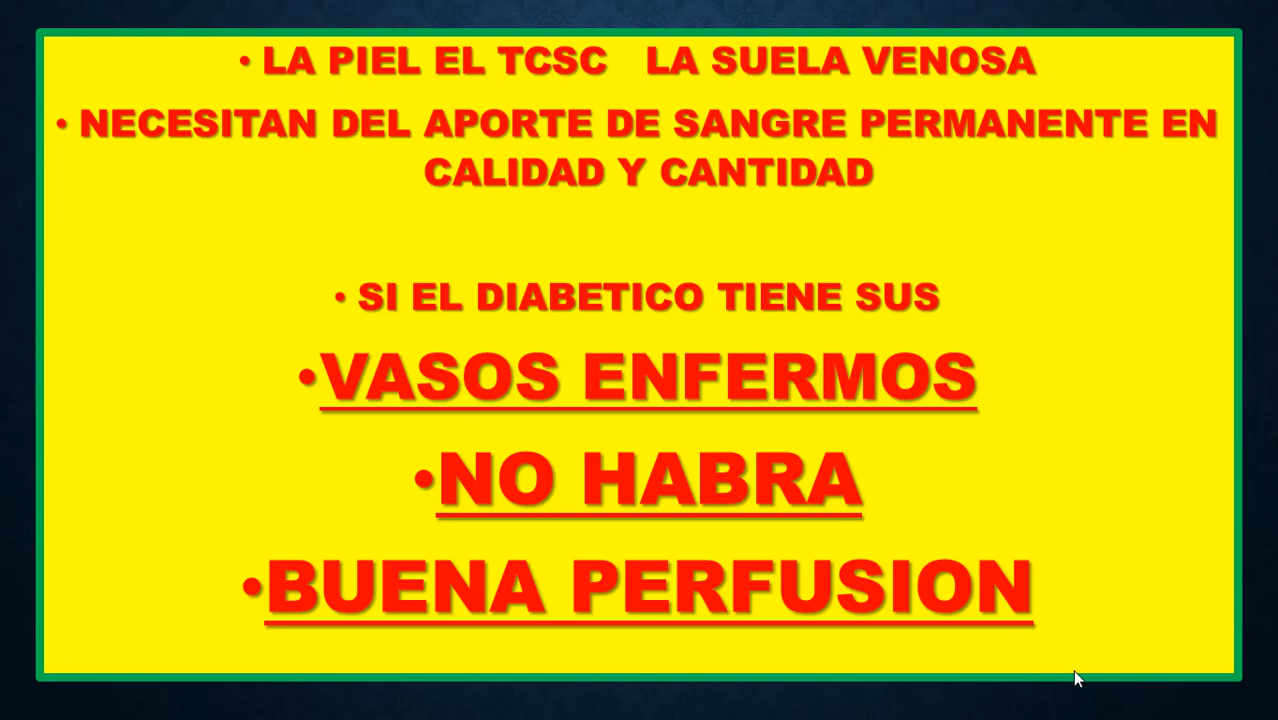 • LA PIEL EL TCSC   LA SUELA VENOSA
• NECESITAN DEL APORTE DE SANGRE PERMANENTE EN
CALIDAD Y CANTIDAD
• SI EL DIABETICO TIENE SUS
•VASOS ENFERMOS
•NO HABRA
•BUENA PERFUSION